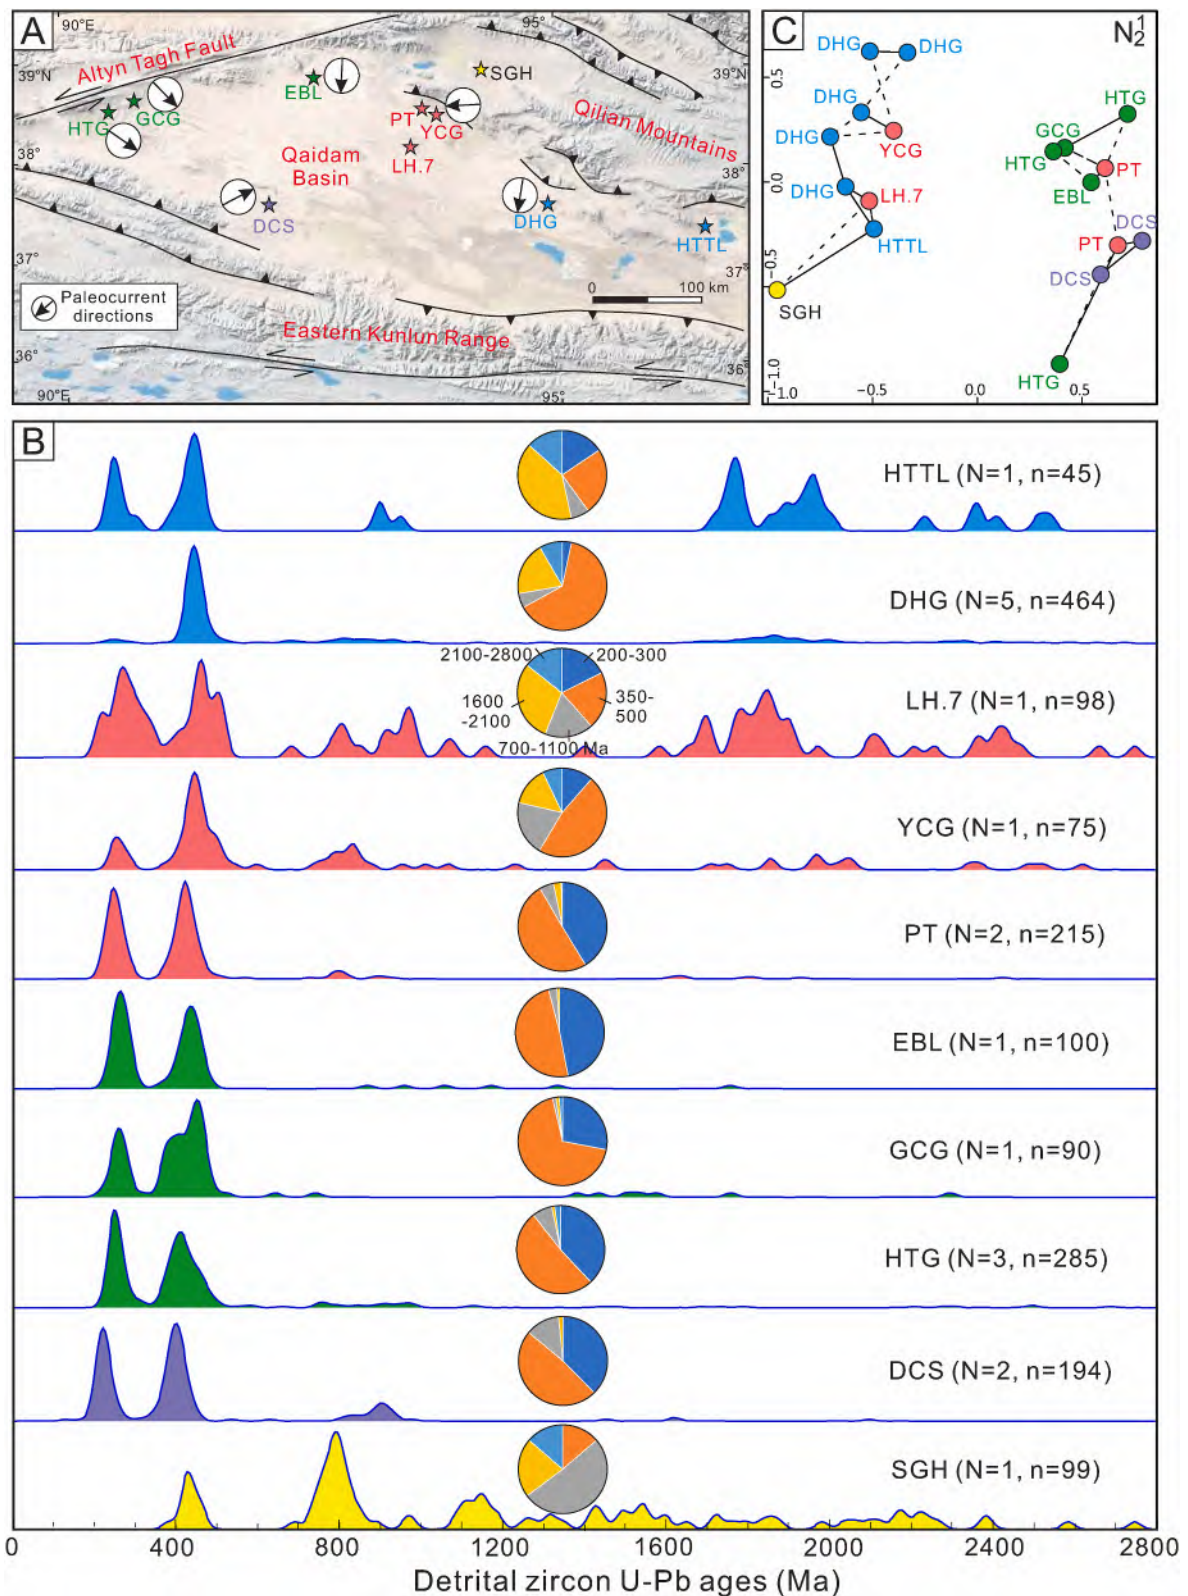 A
90°E
95°
39°N
39°N
Altyn Tagh Fault
SGH
EBL
GCG
HTG
PT
YCG
LH.7
Qilian Mountains
38°
38°
Qaidam
Basin
DCS
DHG
HTTL
37°
37°
Paleocurrent
directions
0
100 km
Eastern Kunlun Range
36°
36°
90°E
95°
C
N₂¹
DHG
DHG
0.5
DHG
YCG
DHG
0.0
DHG
LH.7
HTTL
−0.5
SGH
−1.0
HTG
GCG
HTG
PT
EBL
DCS
PT
DCS
HTG
−1.0
−0.5
0.0
0.5
B
HTTL (N=1, n=45)
DHG (N=5, n=464)
2100-2800
200-300
1600
-2100
350-
500
700-1100 Ma
LH.7 (N=1, n=98)
YCG (N=1, n=75)
PT (N=2, n=215)
EBL (N=1, n=100)
GCG (N=1, n=90)
HTG (N=3, n=285)
DCS (N=2, n=194)
SGH (N=1, n=99)
0 400 800 1200 1600 2000 2400 2800
Detrital zircon U-Pb ages (Ma)